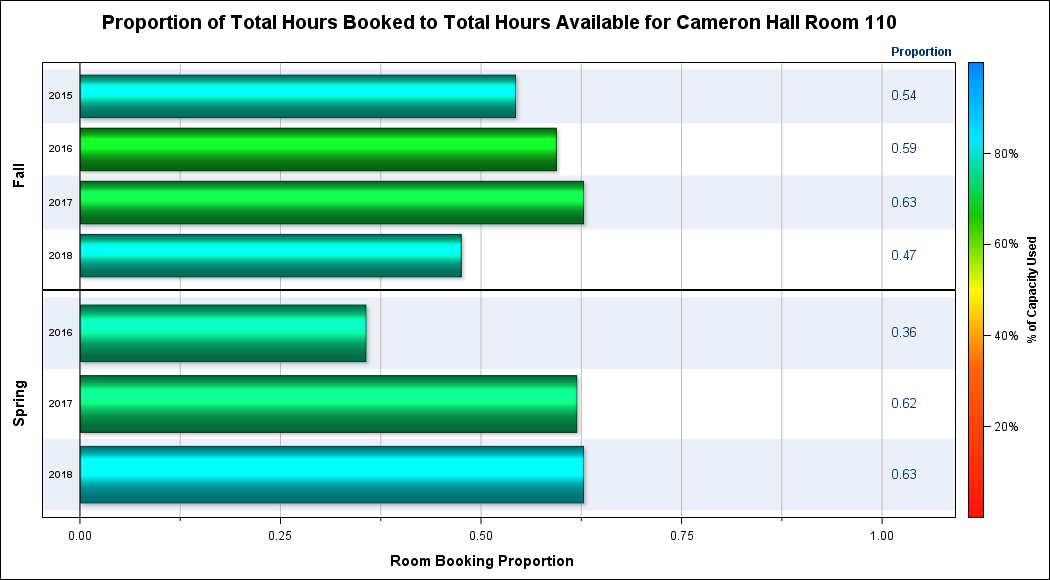 Proportion of Total Hours Booked to Total Hours Available for Cameron Hall Room 110
Proportion
Fall
2015
0.54
2016
0.59
2017
0.63
2018
0.47
Spring
2016
0.36
2017
0.62
2018
0.63
0.00 0.25 0.50 0.75 1.00
Room Booking Proportion
80%
60%
40%
20%
% of Capacity Used